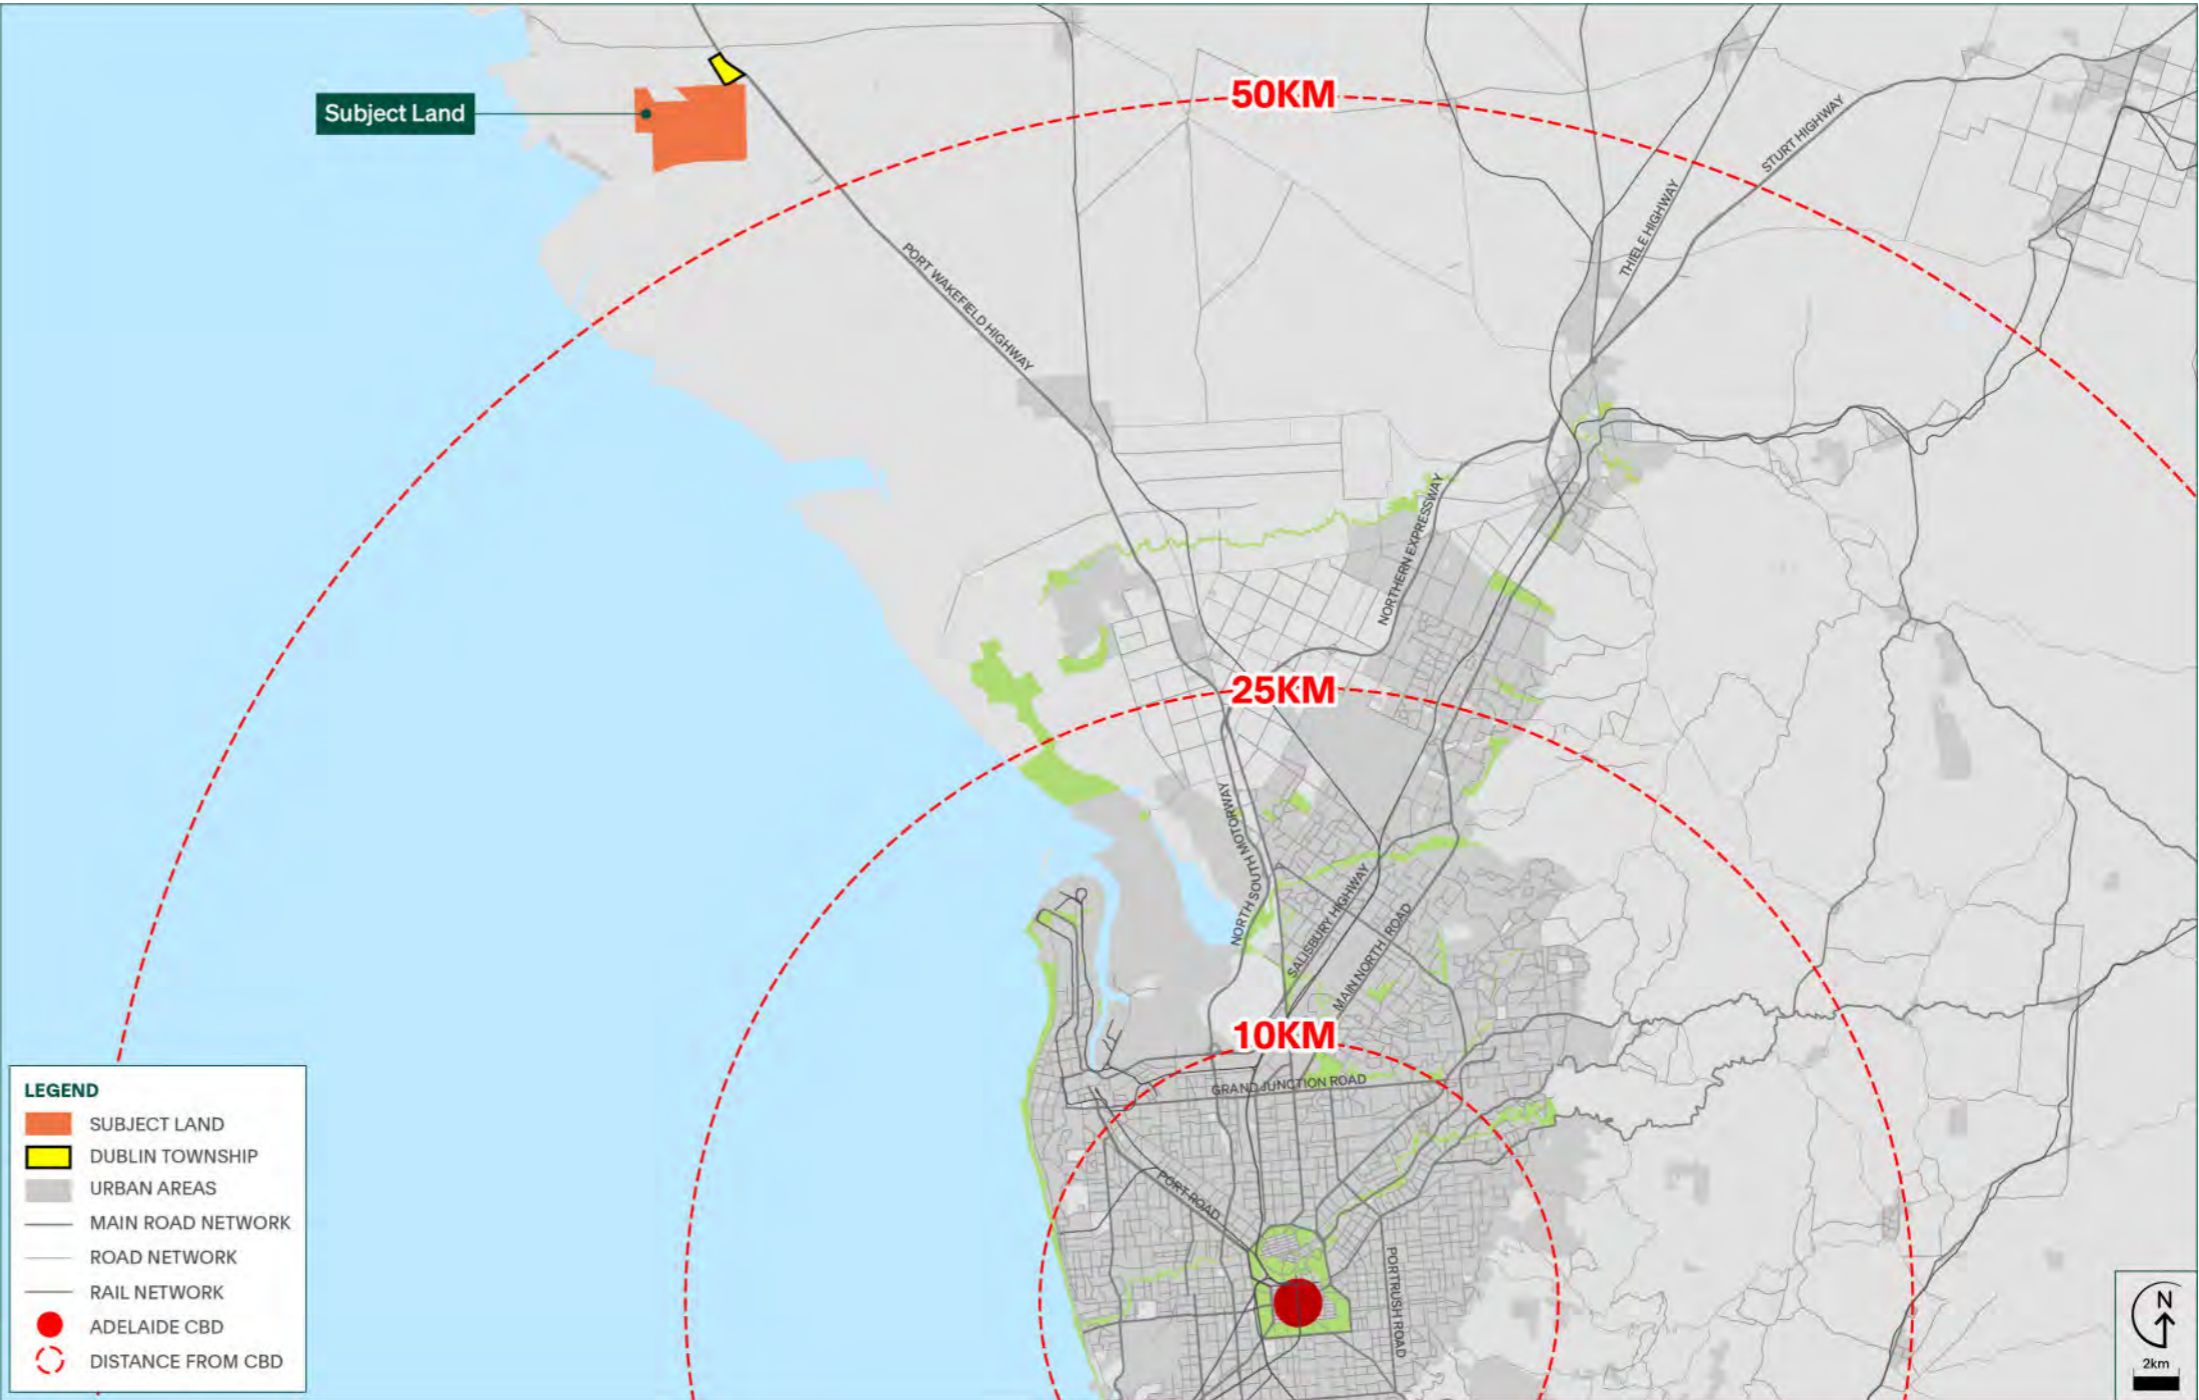 50KM
Subject Land
STURT HIGHWAY
THIELE HIGHWAY
PORT WAKEFIELD HIGHWAY
NORTHERN EXPRESSWAY
25KM
NORTH SOUTH MOTORWAY
SALISBURY HIGHWAY
MAIN NORTH ROAD
10KM
GRAND JUNCTION ROAD
PORT ROAD
PORTRUSH ROAD
LEGEND
SUBJECT LAND
DUBLIN TOWNSHIP
URBAN AREAS
MAIN ROAD NETWORK
ROAD NETWORK
RAIL NETWORK
ADELAIDE CBD
DISTANCE FROM CBD
N
2km